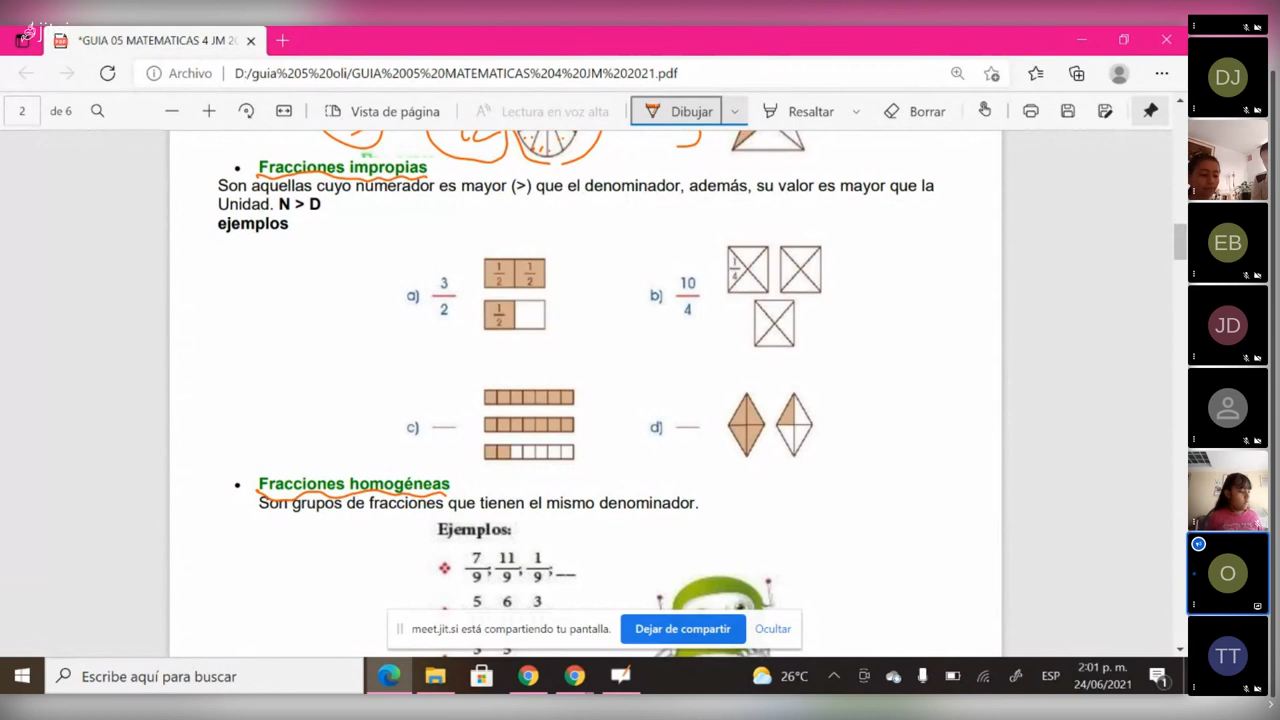 *GUIA 05 MATEMATICAS 4 JM 20
Archivo D:/guia%205%20oli/GUIA%2005%20MATEMATICAS%204%20JM%202021.pdf
2 de 6 Vista de página Lectura en voz alta Dibujar Resaltar Borrar
• Fracciones impropias
Son aquellas cuyo numerador es mayor (>) que el denominador, además, su valor es mayor que la
Unidad. N > D
ejemplos
a) 3/2 1/2 1/2 1/2
b) 10/4 1/4
c)
d)
• Fracciones homogéneas
Son grupos de fracciones que tienen el mismo denominador.
Ejemplos:
7/9; 11/9; 1/9; __
5 6 3
meet.jit.si está compartiendo tu pantalla. Dejar de compartir Ocultar
Escribe aquí para buscar
26°C ESP 2:01 p. m.
24/06/2021
1
DJ
EB
JD
O
TT